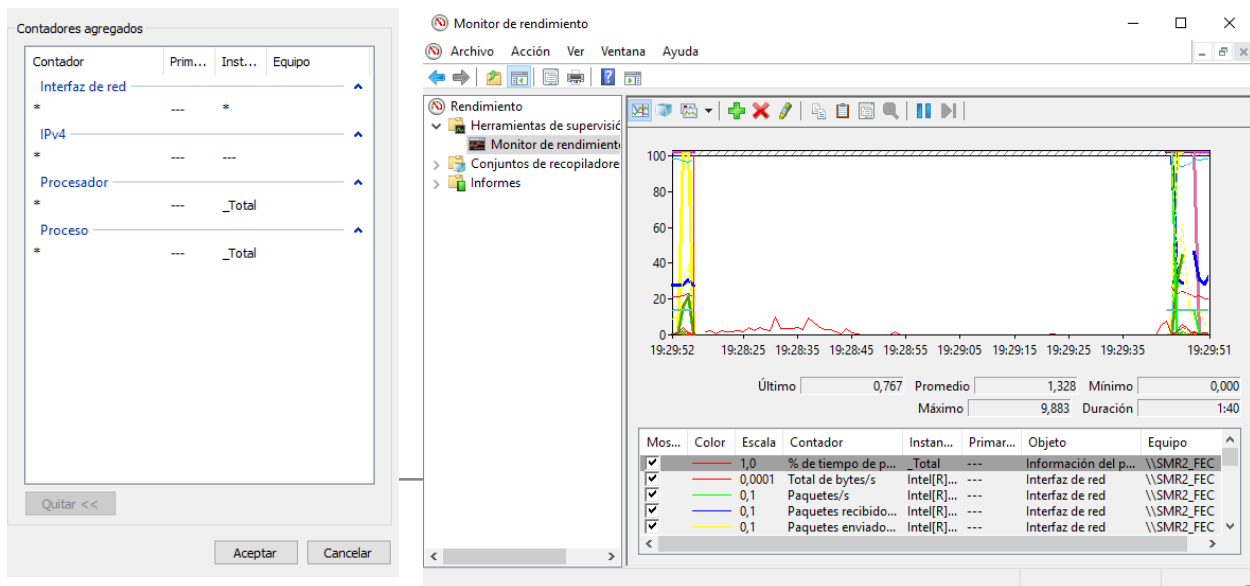 Contadores agregados
Contador Prim... Inst... Equipo
Interfaz de red
* --- *
IPv4
* --- ---
Procesador
* --- _Total
Proceso
* --- _Total
Quitar <<
Aceptar Cancelar
Monitor de rendimiento
Archivo Acción Ver Ventana Ayuda
Rendimiento
Herramientas de supervisió
Monitor de rendimient
Conjuntos de recopiladore
Informes
100
80
60
40
20
0
19:29:52 19:28:25 19:28:35 19:28:45 19:28:55 19:29:05 19:29:15 19:29:25 19:29:35 19:29:51
Último 0,767 Promedio 1,328 Mínimo 0,000
Máximo 9,883 Duración 1:40
Mos... Color Escala Contador Instan... Primar... Objeto Equipo
1,0 % de tiempo de p... _Total --- Información del p... \\SMR2_FEC
0,0001 Total de bytes/s Intel[R]... --- Interfaz de red \\SMR2_FEC
0,1 Paquetes/s Intel[R]... --- Interfaz de red \\SMR2_FEC
0,1 Paquetes recibido... Intel[R]... --- Interfaz de red \\SMR2_FEC
0,1 Paquetes enviado... Intel[R]... --- Interfaz de red \\SMR2_FEC